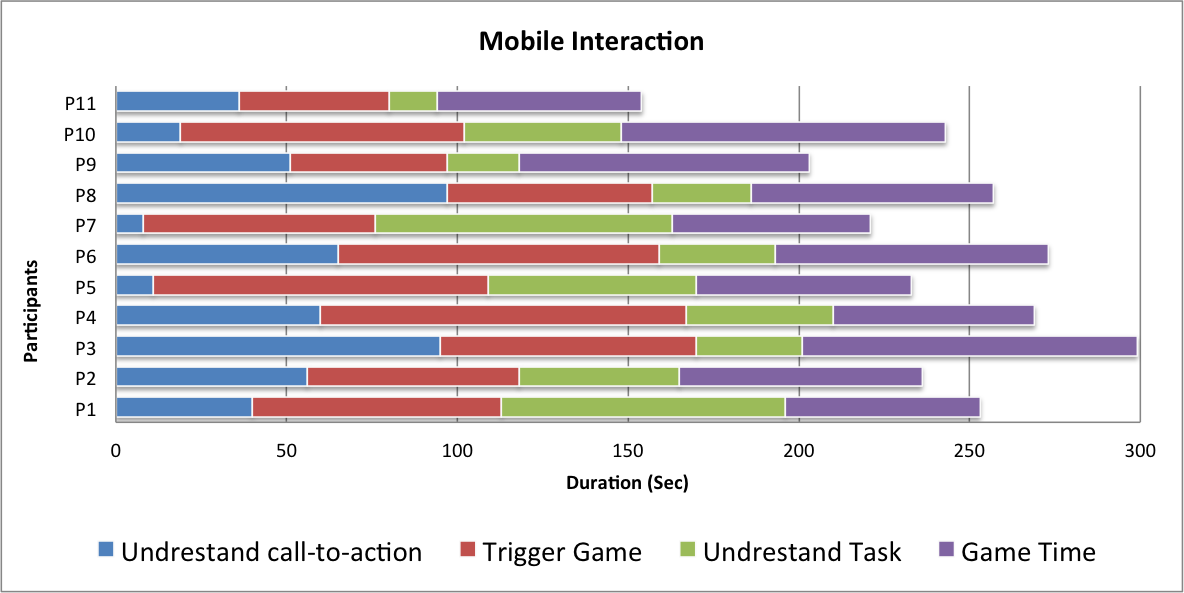 Mobile Interaction
P11
P10
P9
P8
P7
P6
P5
P4
P3
P2
P1
Participants
0 50 100 150 200 250 300
Duration (Sec)
Undrestand call-to-action Trigger Game Undrestand Task Game Time